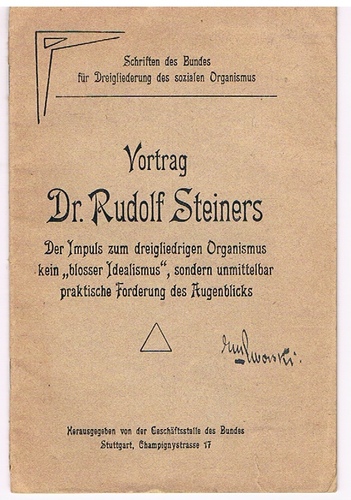 Schriften des Bundes
für Dreigliederung des sozialen Organismus
Vortrag
Dr. Rudolf Steiners
Der Impuls zum dreigliedrigen Organismus
kein „blosser Idealismus“, sondern unmittelbar
praktische Forderung des Augenblicks
Herausgegeben von der Geschäftsstelle des Bundes
Stuttgart, Champignystrasse 17